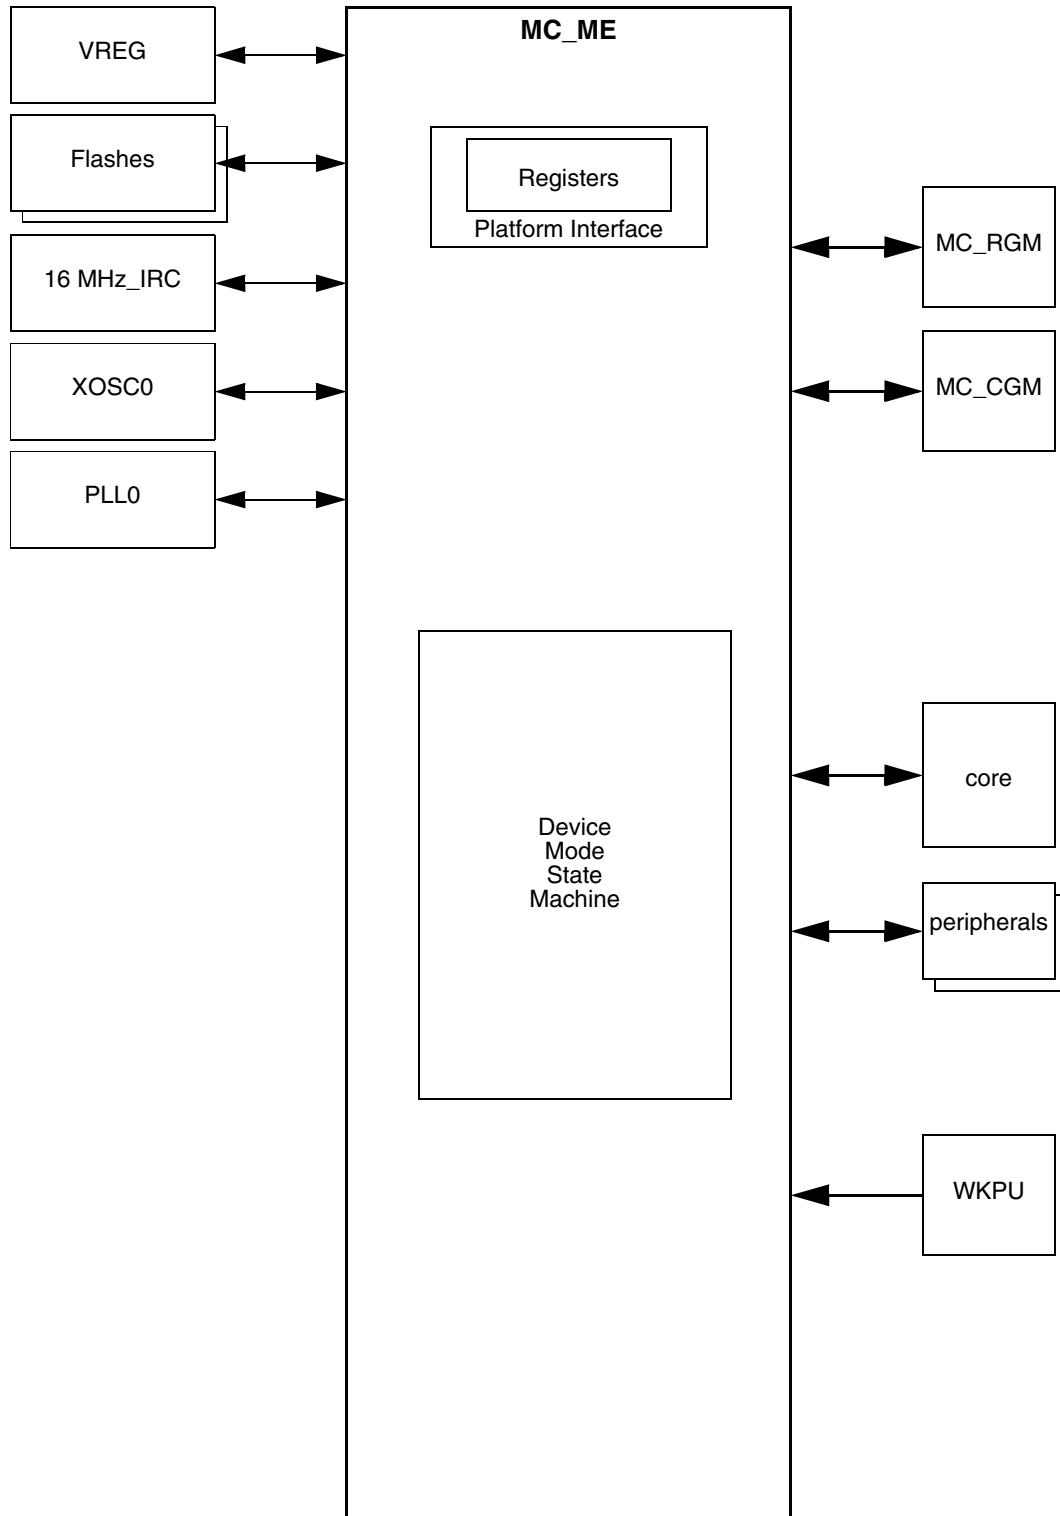 MC_ME
VREG
Flashes
16 MHz_IRC
XOSC0
PLL0
Registers
Platform Interface
MC_RGM
MC_CGM
Device
Mode
State
Machine
core
peripherals
WKPU